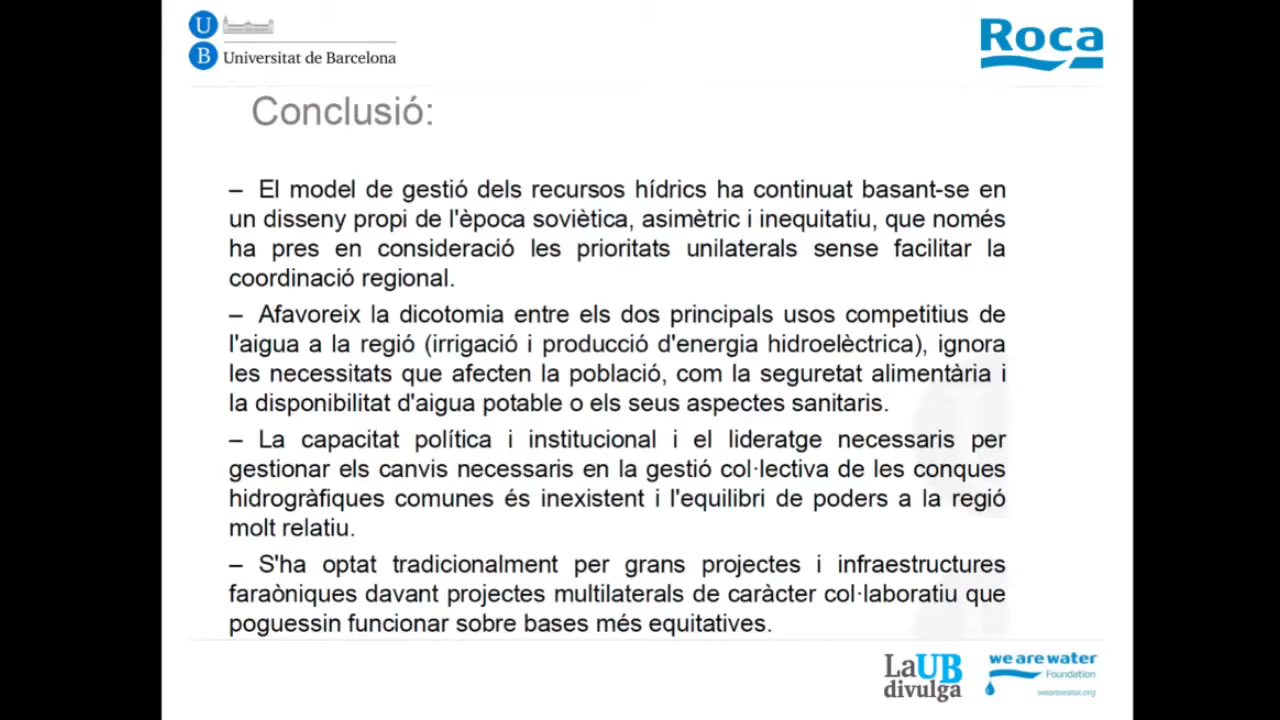 U
B Universitat de Barcelona
Roca
Conclusió:
– El model de gestió dels recursos hídrics ha continuat basant-se en
un disseny propi de l'època soviètica, asimètric i inequitatiu, que només
ha pres en consideració les prioritats unilaterals sense facilitar la
coordinació regional.
– Afavoreix la dicotomia entre els dos principals usos competitius de
l'aigua a la regió (irrigació i producció d'energia hidroelèctrica), ignora
les necessitats que afecten la població, com la seguretat alimentària i
la disponibilitat d'aigua potable o els seus aspectes sanitaris.
– La capacitat política i institucional i el lideratge necessaris per
gestionar els canvis necessaris en la gestió col·lectiva de les conques
hidrogràfiques comunes és inexistent i l'equilibri de poders a la regió
molt relatiu.
– S'ha optat tradicionalment per grans projectes i infraestructures
faraòniques davant projectes multilaterals de caràcter col·laboratiu que
poguessin funcionar sobre bases més equitatives.
LaUB
divulga
we are water
Foundation
wearewater.org